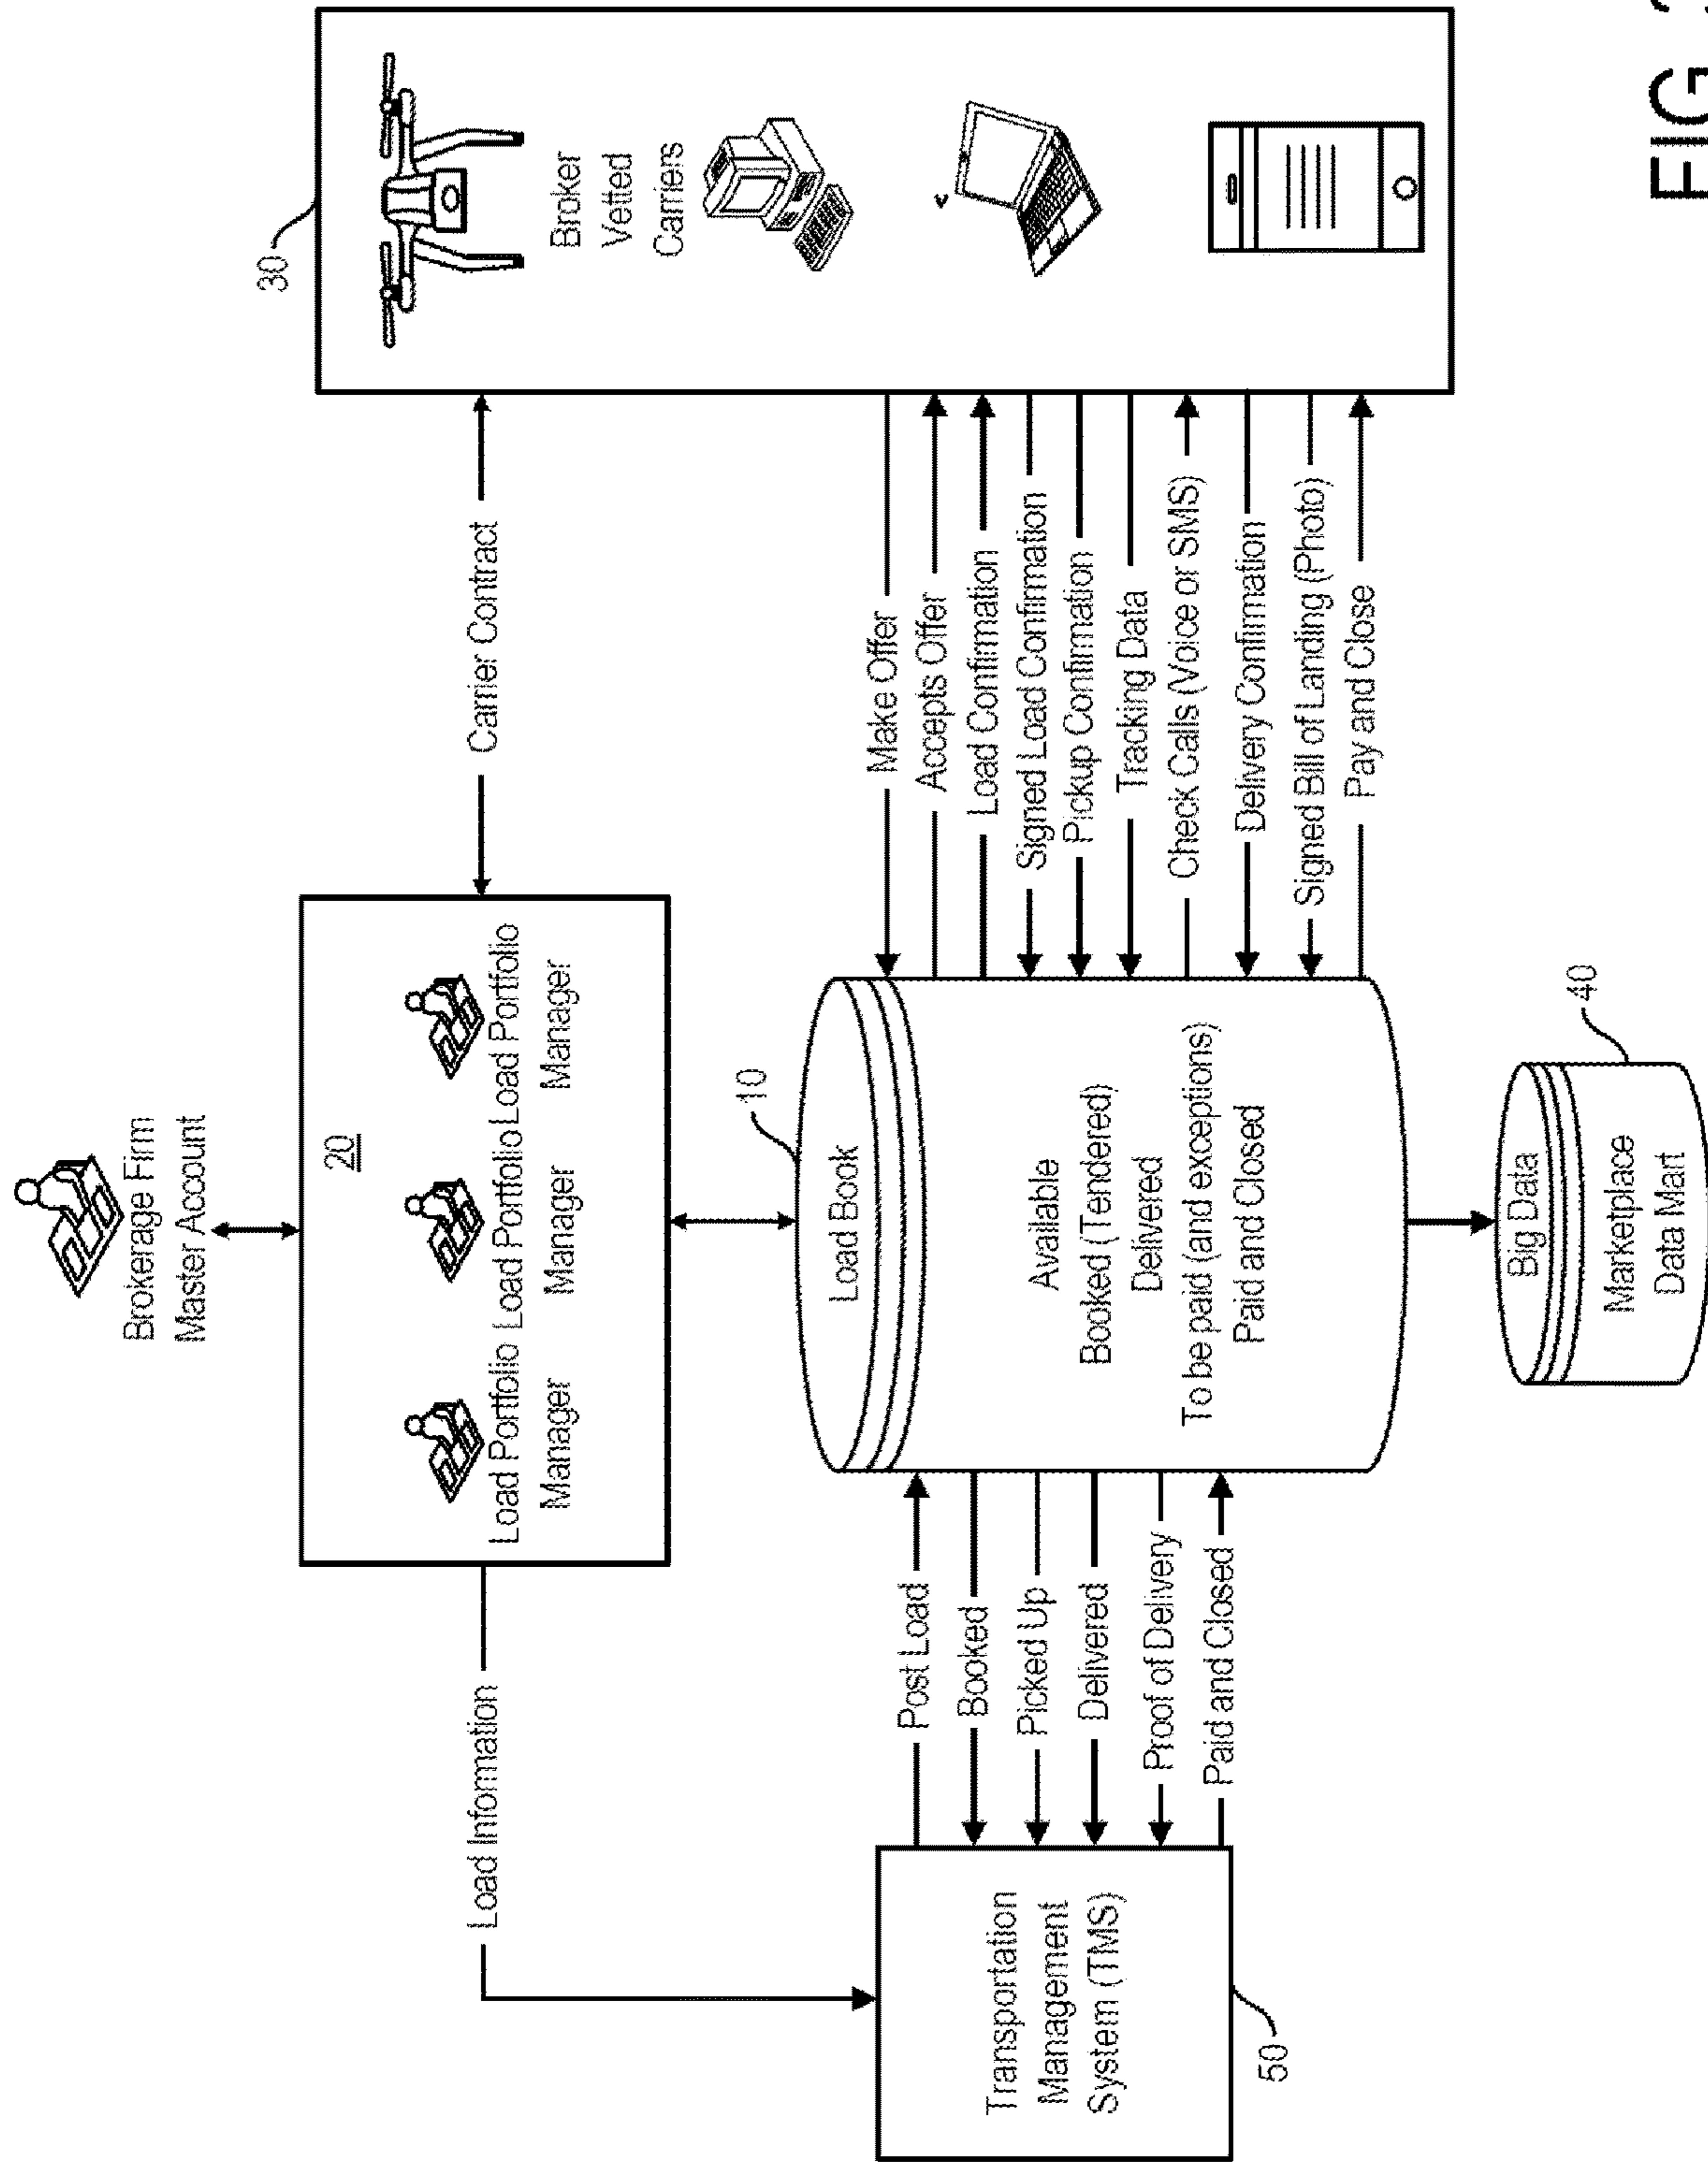 Brokerage Firm
Master Account
20
Load Portfolio
Manager
Load Portfolio
Manager
Load Portfolio
Manager
Load Information
Carrier Contract
30
Broker
Vetted
Carriers
10
Load Book
Available
Booked (Tendered)
Delivered
To be paid (and exceptions)
Paid and Closed
Post Load
Booked
Picked Up
Delivered
Proof of Delivery
Paid and Closed
Transportation
Management
System (TMS)
50
Make Offer
Accepts Offer
Load Confirmation
Signed Load Confirmation
Pickup Confirmation
Tracking Data
Check Calls (Voice or SMS)
Delivery Confirmation
Signed Bill of Landing (Photo)
Pay and Close
40
Big Data
Marketplace
Data Mart
FIG